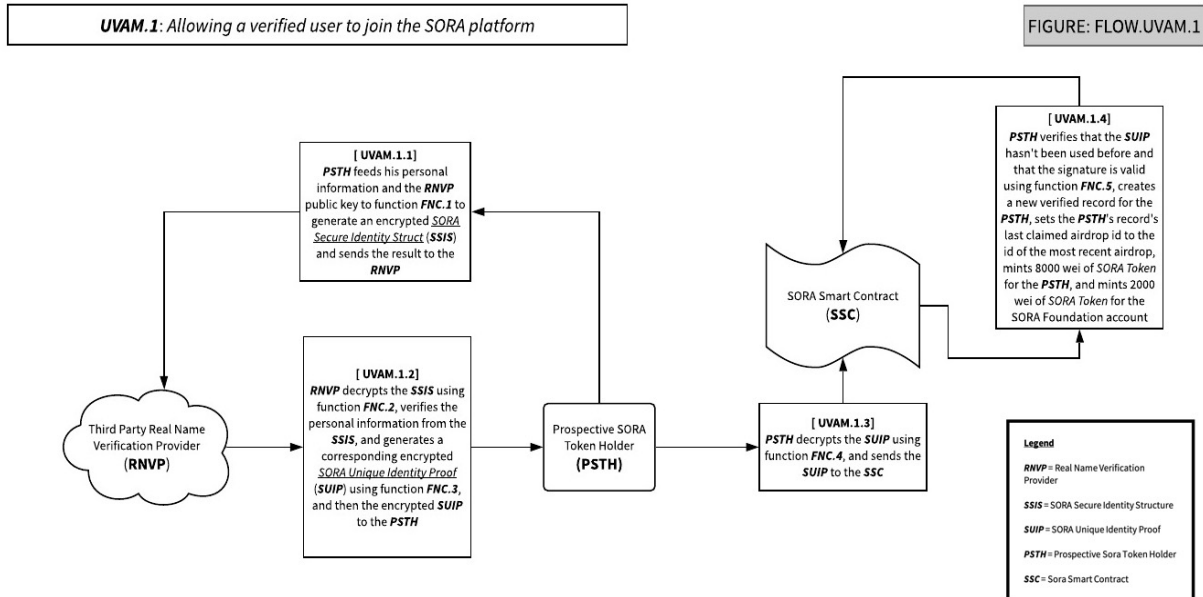 UVAM.1: Allowing a verified user to join the SORA platform
FIGURE: FLOW.UVAM.1
[ UVAM.1.1]
PSTH feeds his personal
information and the RNVP
public key to function FNC.1 to
generate an encrypted SORA
Secure Identity Struct (SSIS)
and sends the result to the
RNVP
[ UVAM.1.2]
RNVP decrypts the SSIS using
function FNC.2, verifies the
personal information from the
SSIS, and generates a
corresponding encrypted
SORA Unique Identity Proof
(SUIP) using function FNC.3,
and then the encrypted SUIP
to the PSTH
Third Party Real Name
Verification Provider
(RNVP)
Prospective SORA
Token Holder
(PSTH)
[ UVAM.1.3]
PSTH decrypts the SUIP using
function FNC.4, and sends the
SUIP to the SSC
SORA Smart Contract
(SSC)
[ UVAM.1.4]
PSTH verifies that the SUIP
hasn't been used before and
that the signature is valid
using function FNC.5, creates
a new verified record for the
PSTH, sets the PSTH's record's
last claimed airdrop id to the
id of the most recent airdrop,
mints 8000 wei of SORA Token
for the PSTH, and mints 2000
wei of SORA Token for the
SORA Foundation account
Legend
RNVP = Real Name Verification
Provider
SSIS = SORA Secure Identity Structure
SUIP = SORA Unique Identity Proof
PSTH = Prospective Sora Token Holder
SSC = Sora Smart Contract